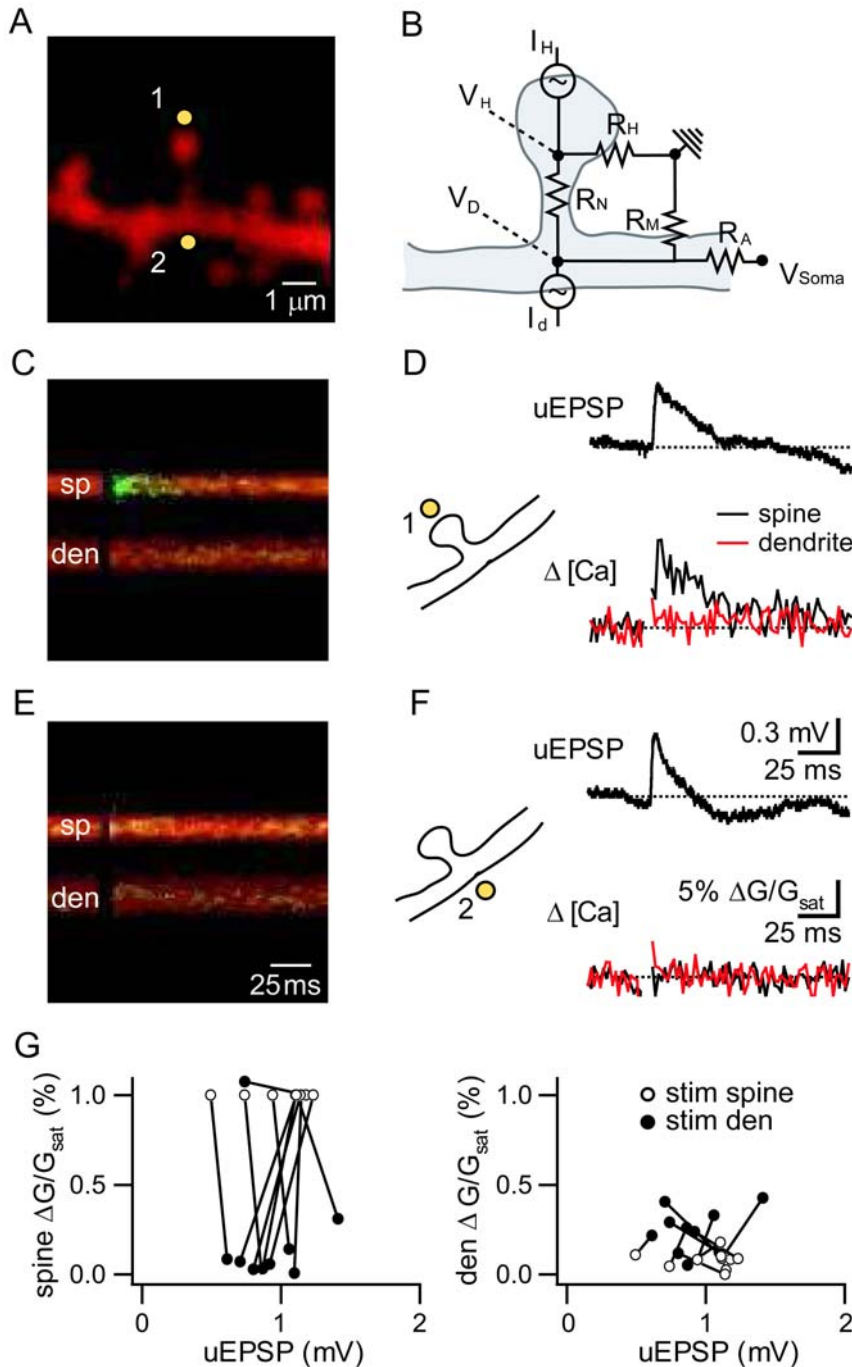 A
1
2
1 μm
B
I_H
V_H
R_H
R_N
V_D
R_M
R_A
V_Soma
I_d
C
sp
den
D
uEPSP
1
spine
dendrite
Δ [Ca]
E
sp
den
25ms
F
uEPSP
0.3 mV
25 ms
2
Δ [Ca]
5% ΔG/G_sat
25 ms
G
spine ΔG/G_sat (%)
1.0
0.5
0.0
0
1
2
uEPSP (mV)
den Δ G/G_sat (%)
1.0
0.5
0.0
stim spine
stim den
0
1
2
uEPSP (mV)